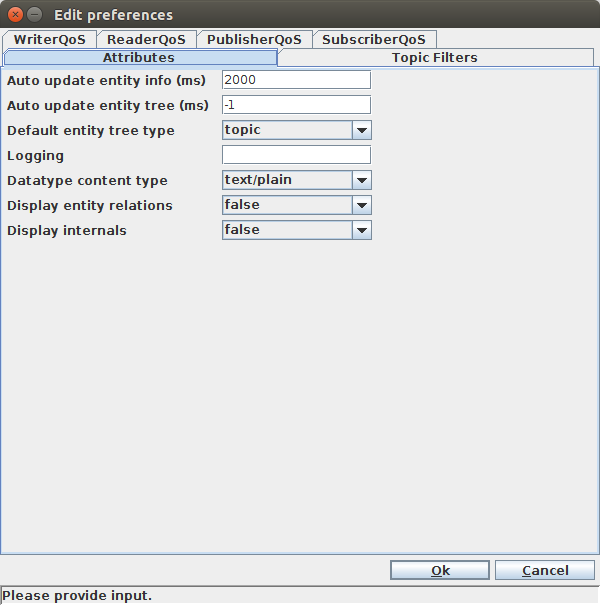 Edit preferences
WriterQoS ReaderQoS PublisherQoS SubscriberQoS
Attributes Topic Filters
Auto update entity info (ms) 2000
Auto update entity tree (ms) -1
Default entity tree type topic
Logging
Datatype content type text/plain
Display entity relations false
Display internals false
Ok Cancel
Please provide input.